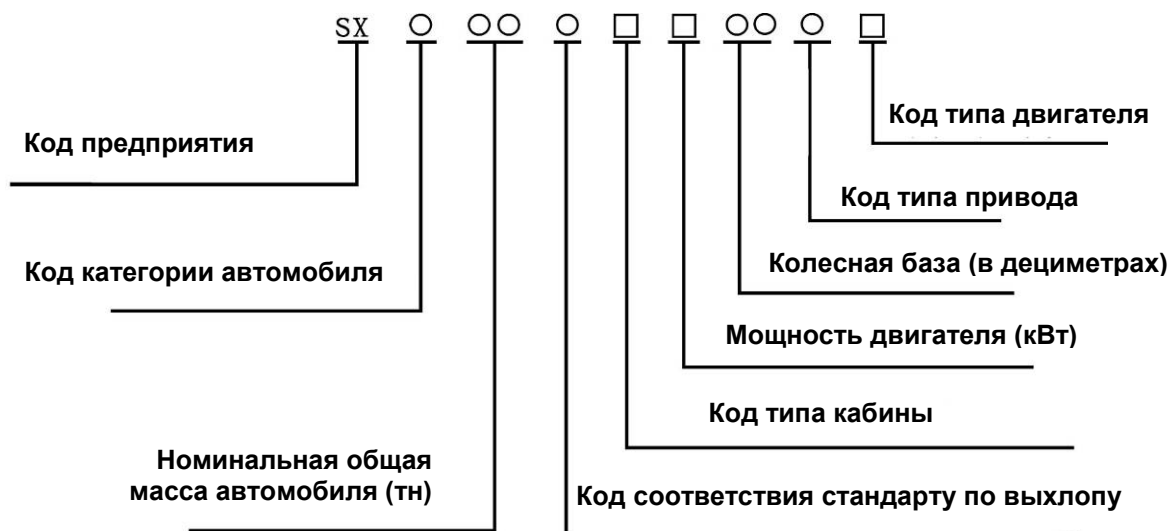 SX ○ ○○ ○ □ □ ○○ ○ □
Код типа двигателя
Код предприятия
Код типа привода
Код категории автомобиля
Колесная база (в дециметрах)
Мощность двигателя (кВт)
Код типа кабины
Номинальная общая
масса автомобиля (тн)
Код соответствия стандарту по выхлопу